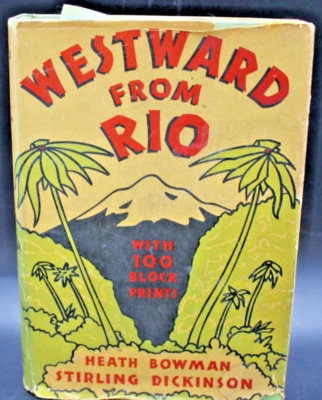 WESTWARD
FROM
RIO
WITH
100
BLOCK
PRINTS
HEATH BOWMAN
STIRLING DICKINSON